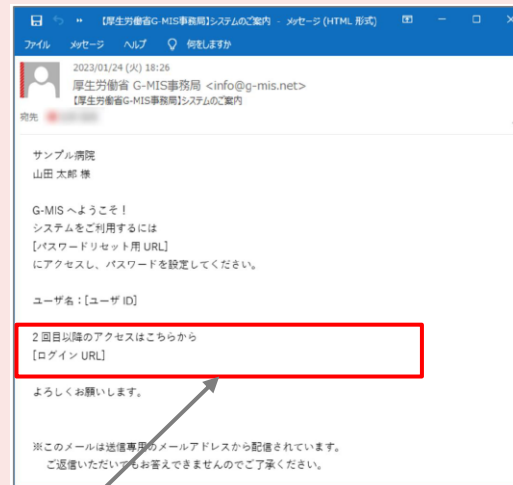 【厚生労働省G-MIS事務局】システムのご案内 - メッセージ (HTML 形式)
ファイル メッセージ ヘルプ 何をしますか
2023/01/24 (火) 18:26
厚生労働省 G-MIS事務局 <info@g-mis.net>
【厚生労働省G-MIS事務局】システムのご案内
宛先
サンプル病院
山田 太郎 様
G-MIS へようこそ！
システムをご利用するには
[パスワードリセット用 URL]
にアクセスし、パスワードを設定してください。
ユーザ名：[ユーザ ID]
2 回目以降のアクセスはこちらから
[ログイン URL]
よろしくお願いします。
※このメールは送信専用のメールアドレスから配信されています。
ご返信いただいてもお答えできませんのでご了承ください。